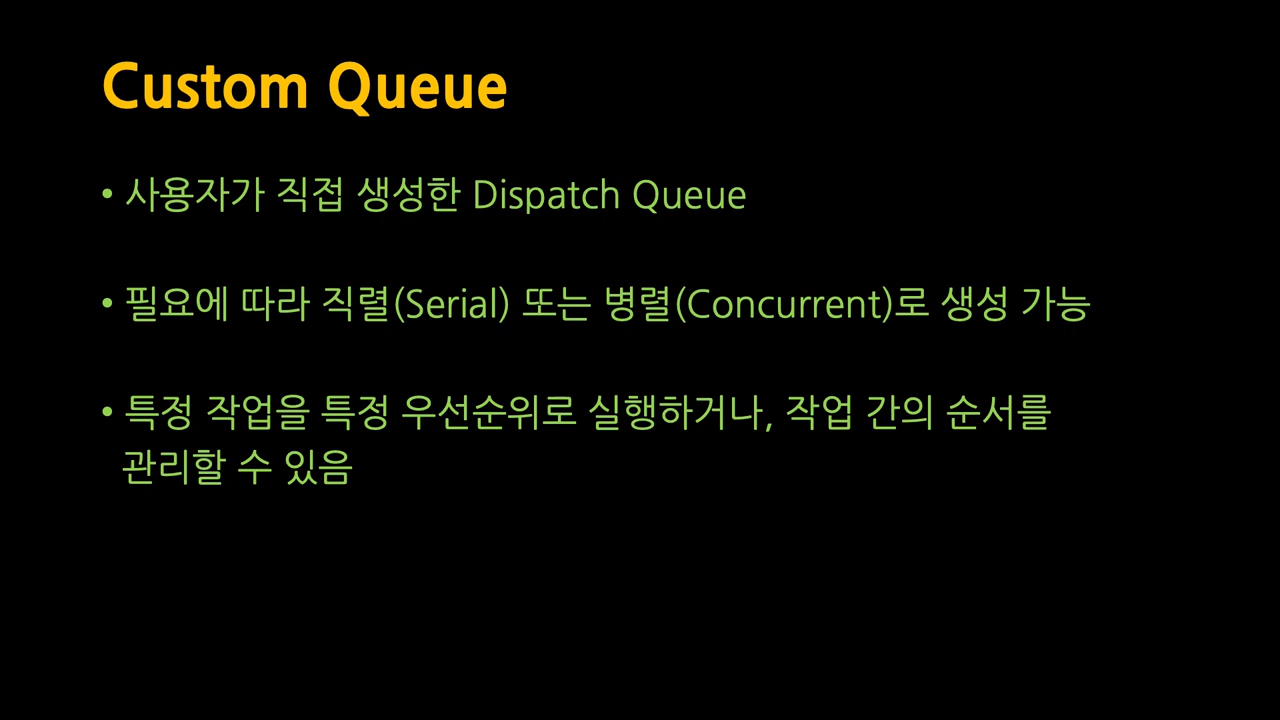 Custom Queue
• 사용자가 직접 생성한 Dispatch Queue
• 필요에 따라 직렬(Serial) 또는 병렬(Concurrent)로 생성 가능
• 특정 작업을 특정 우선순위로 실행하거나, 작업 간의 순서를
관리할 수 있음